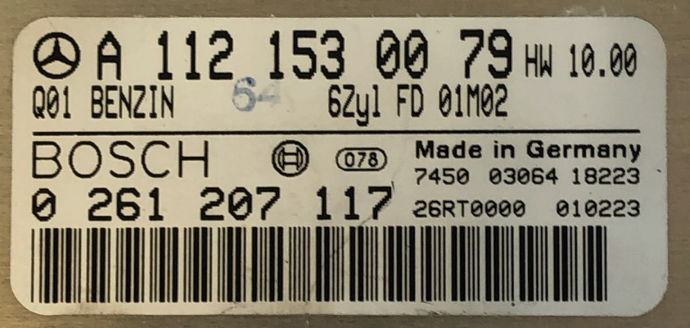 A 112 153 00 79 HW 10.00
Q01 BENZIN 64 6Zyl FD 01M02
BOSCH 078 Made in Germany
7450 03064 18223
0 261 207 117 26RT0000 010223